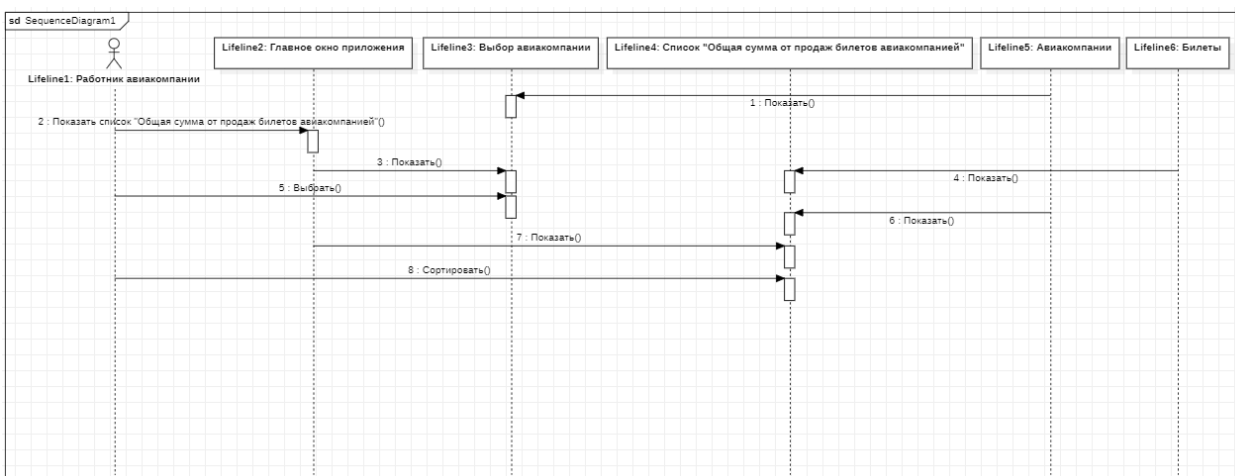 sd SequenceDiagram1
Lifeline1: Работник авиакомпании
Lifeline2: Главное окно приложения
Lifeline3: Выбор авиакомпании
Lifeline4: Список "Общая сумма от продаж билетов авиакомпанией"
Lifeline5: Авиакомпании
Lifeline6: Билеты
1 : Показать()
2 : Показать список "Общая сумма от продаж билетов авиакомпанией"()
3 : Показать()
4 : Показать()
5 : Выбрать()
6 : Показать()
7 : Показать()
8 : Сортировать()